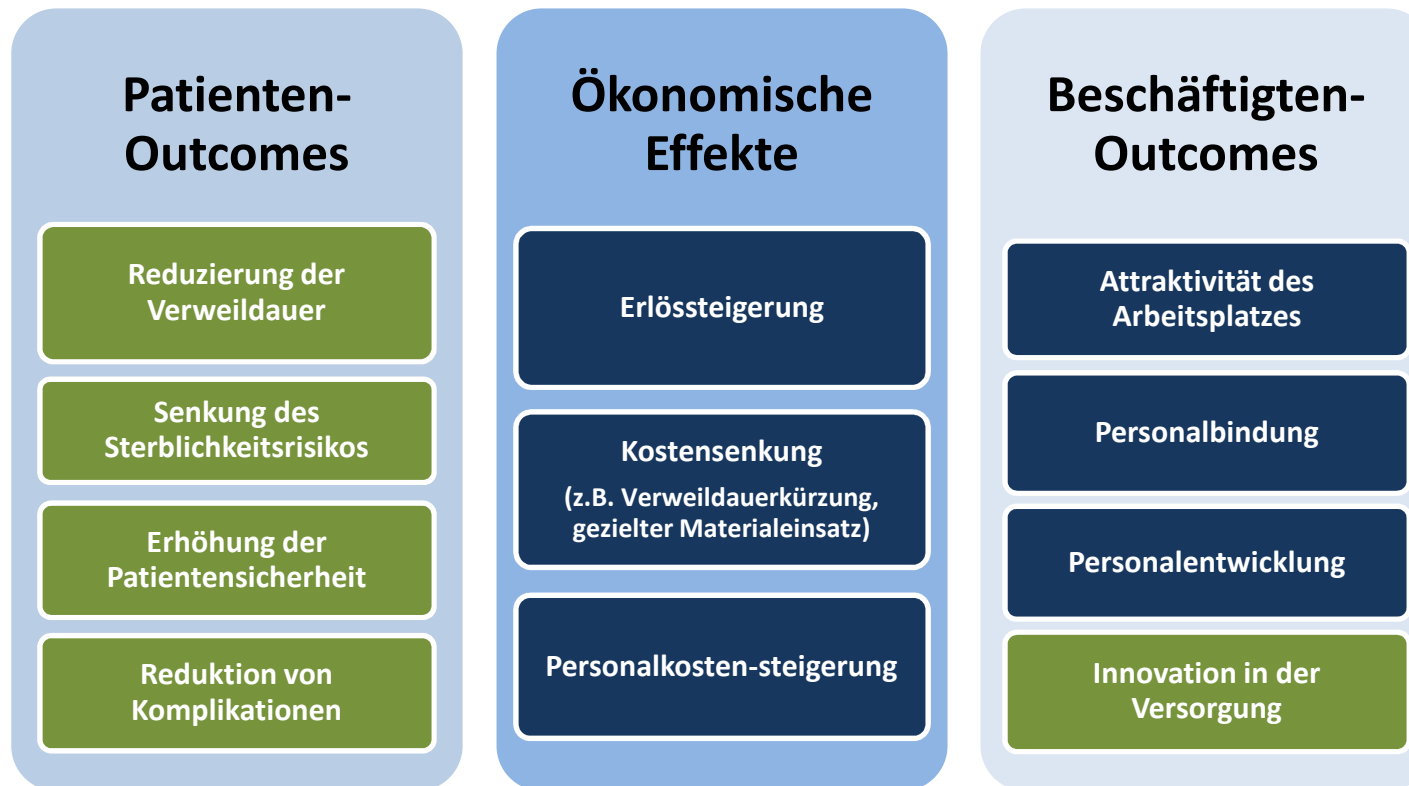 Patienten-
Outcomes
Reduzierung der
Verweildauer
Senkung des
Sterblichkeitsrisikos
Erhöhung der
Patientensicherheit
Reduktion von
Komplikationen
Ökonomische
Effekte
Erlössteigerung
Kostensenkung
(z.B. Verweildauerkürzung,
gezielter Materialeinsatz)
Personalkosten-steigerung
Beschäftigten-
Outcomes
Attraktivität des
Arbeitsplatzes
Personalbindung
Personalentwicklung
Innovation in der
Versorgung